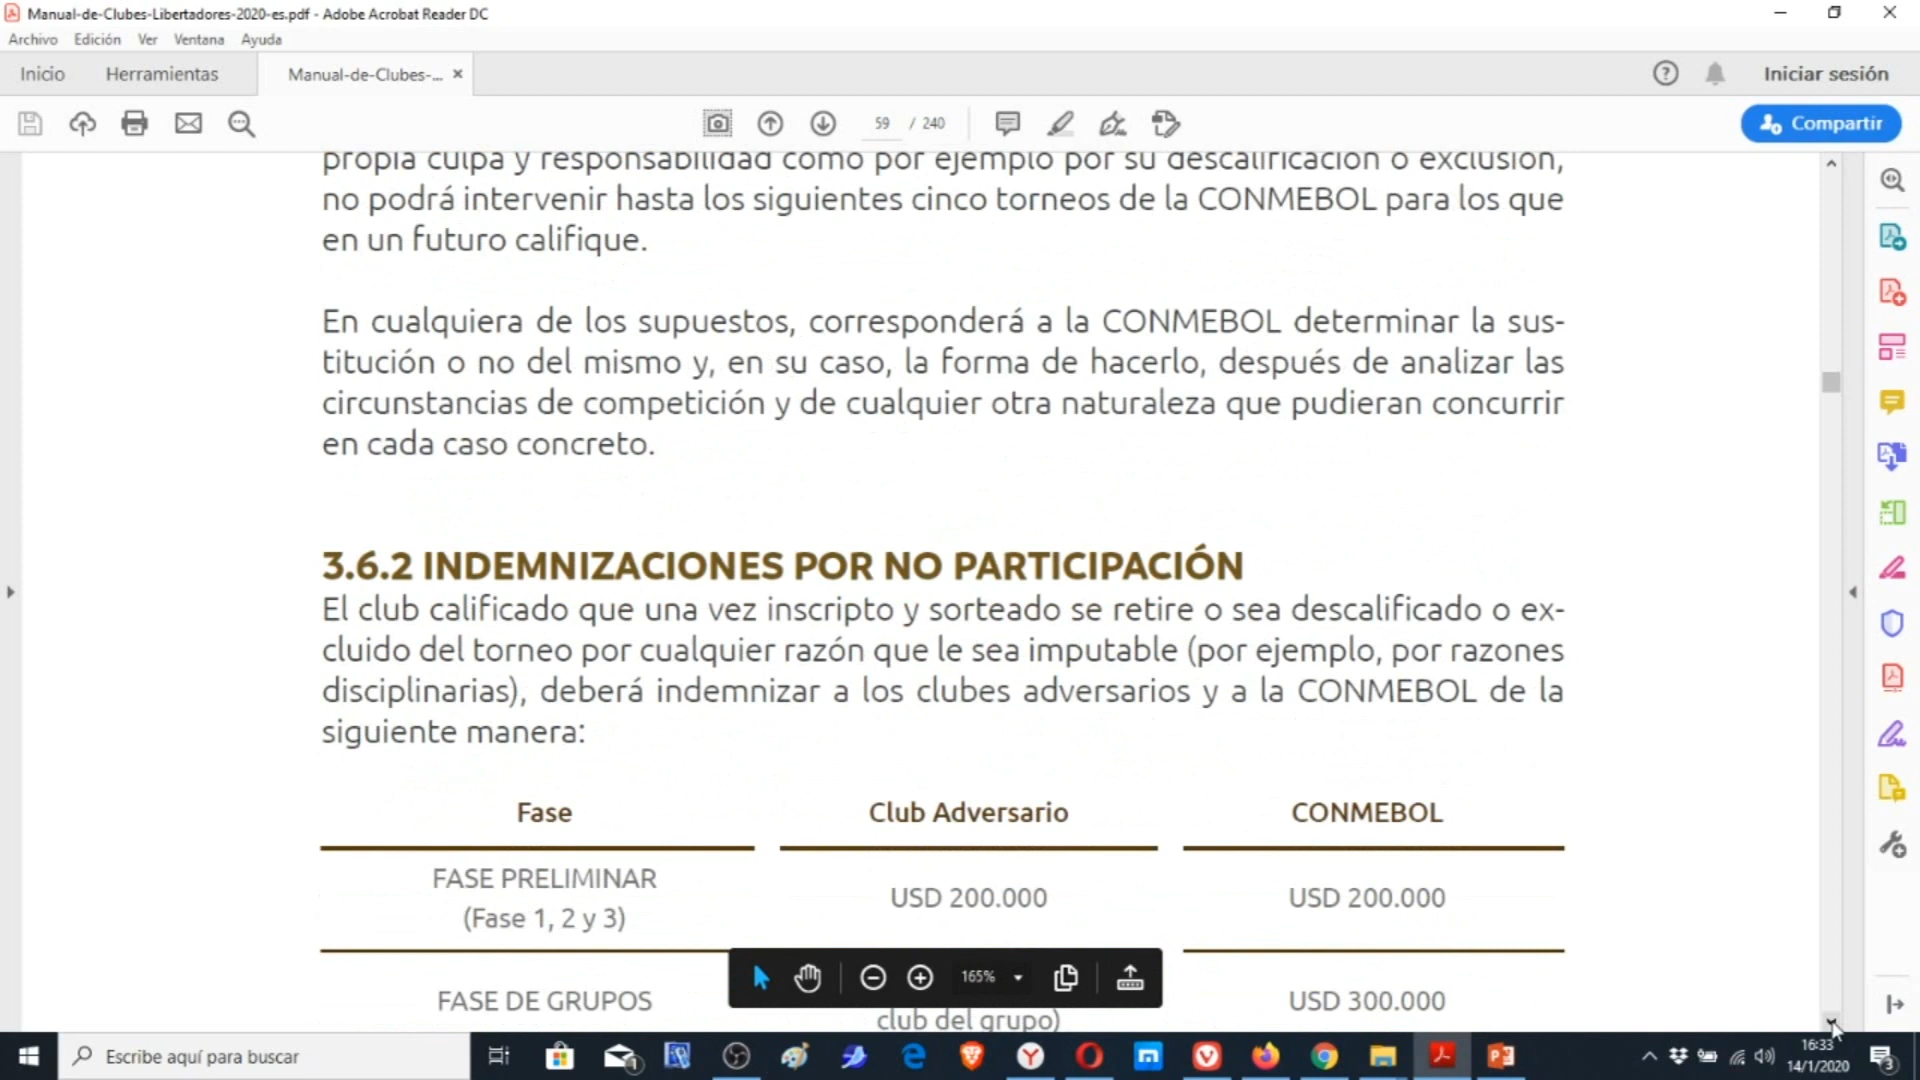 Manual-de-Clubes-Libertadores-2020-es.pdf - Adobe Acrobat Reader DC
Archivo Edición Ver Ventana Ayuda
Inicio Herramientas Manual-de-Clubes-... × Iniciar sesión
59 / 240 Compartir
propia culpa y responsabilidad como por ejemplo por su descalificación o exclusión,
no podrá intervenir hasta los siguientes cinco torneos de la CONMEBOL para los que
en un futuro califique.
En cualquiera de los supuestos, corresponderá a la CONMEBOL determinar la sus-
titución o no del mismo y, en su caso, la forma de hacerlo, después de analizar las
circunstancias de competición y de cualquier otra naturaleza que pudieran concurrir
en cada caso concreto.
3.6.2 INDEMNIZACIONES POR NO PARTICIPACIÓN
El club calificado que una vez inscripto y sorteado se retire o sea descalificado o ex-
cluido del torneo por cualquier razón que le sea imputable (por ejemplo, por razones
disciplinarias), deberá indemnizar a los clubes adversarios y a la CONMEBOL de la
siguiente manera:
Fase Club Adversario CONMEBOL
FASE PRELIMINAR
(Fase 1, 2 y 3) USD 200.000 USD 200.000
165%
FASE DE GRUPOS USD 300.000
club del grupo)
Escribe aquí para buscar
16:33
14/1/2020
3